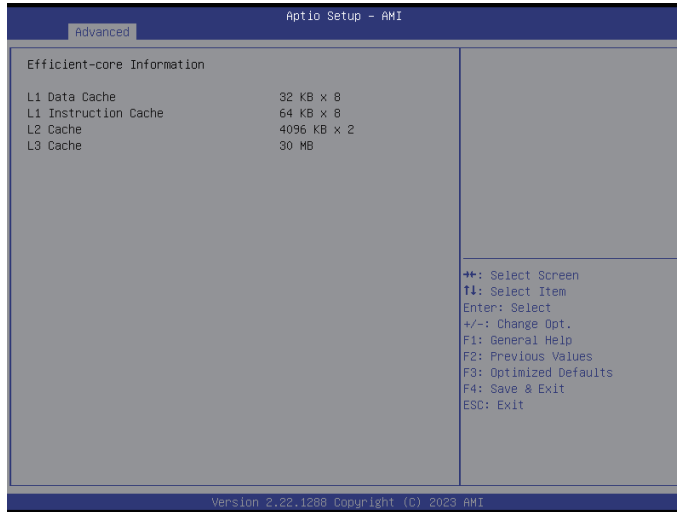 Aptio Setup – AMI
Advanced
Efficient-core Information
L1 Data Cache 32 KB x 8
L1 Instruction Cache 64 KB x 8
L2 Cache 4096 KB x 2
L3 Cache 30 MB
→←: Select Screen
↑↓: Select Item
Enter: Select
+/-: Change Opt.
F1: General Help
F2: Previous Values
F3: Optimized Defaults
F4: Save & Exit
ESC: Exit
Version 2.22.1288 Copyright (C) 2023 AMI